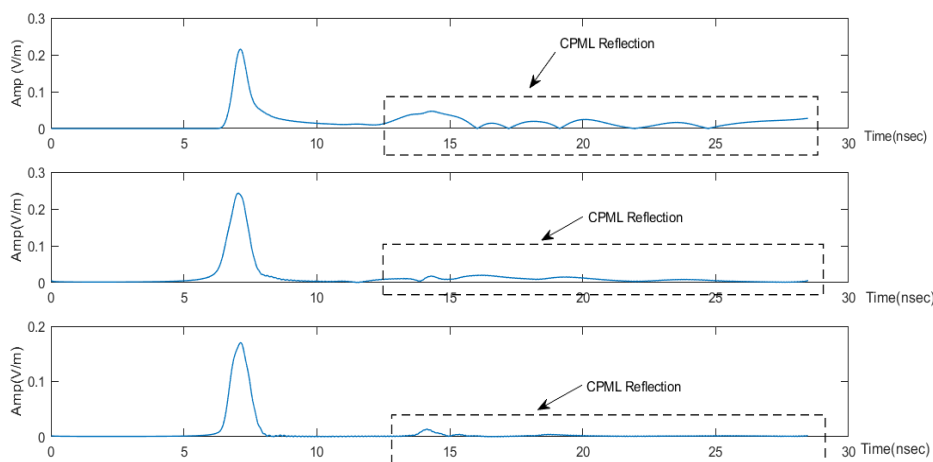 0.3
0.2
0.1
0
Amp (V/m)
CPML Reflection
0 5 10 15 20 25 30
Time(nsec)
0.3
0.2
0.1
0
Amp(V/m)
CPML Reflection
0 5 10 15 20 25 30
Time(nsec)
0.2
0.1
0
Amp(V/m)
CPML Reflection
0 5 10 15 20 25 30
Time(nsec)